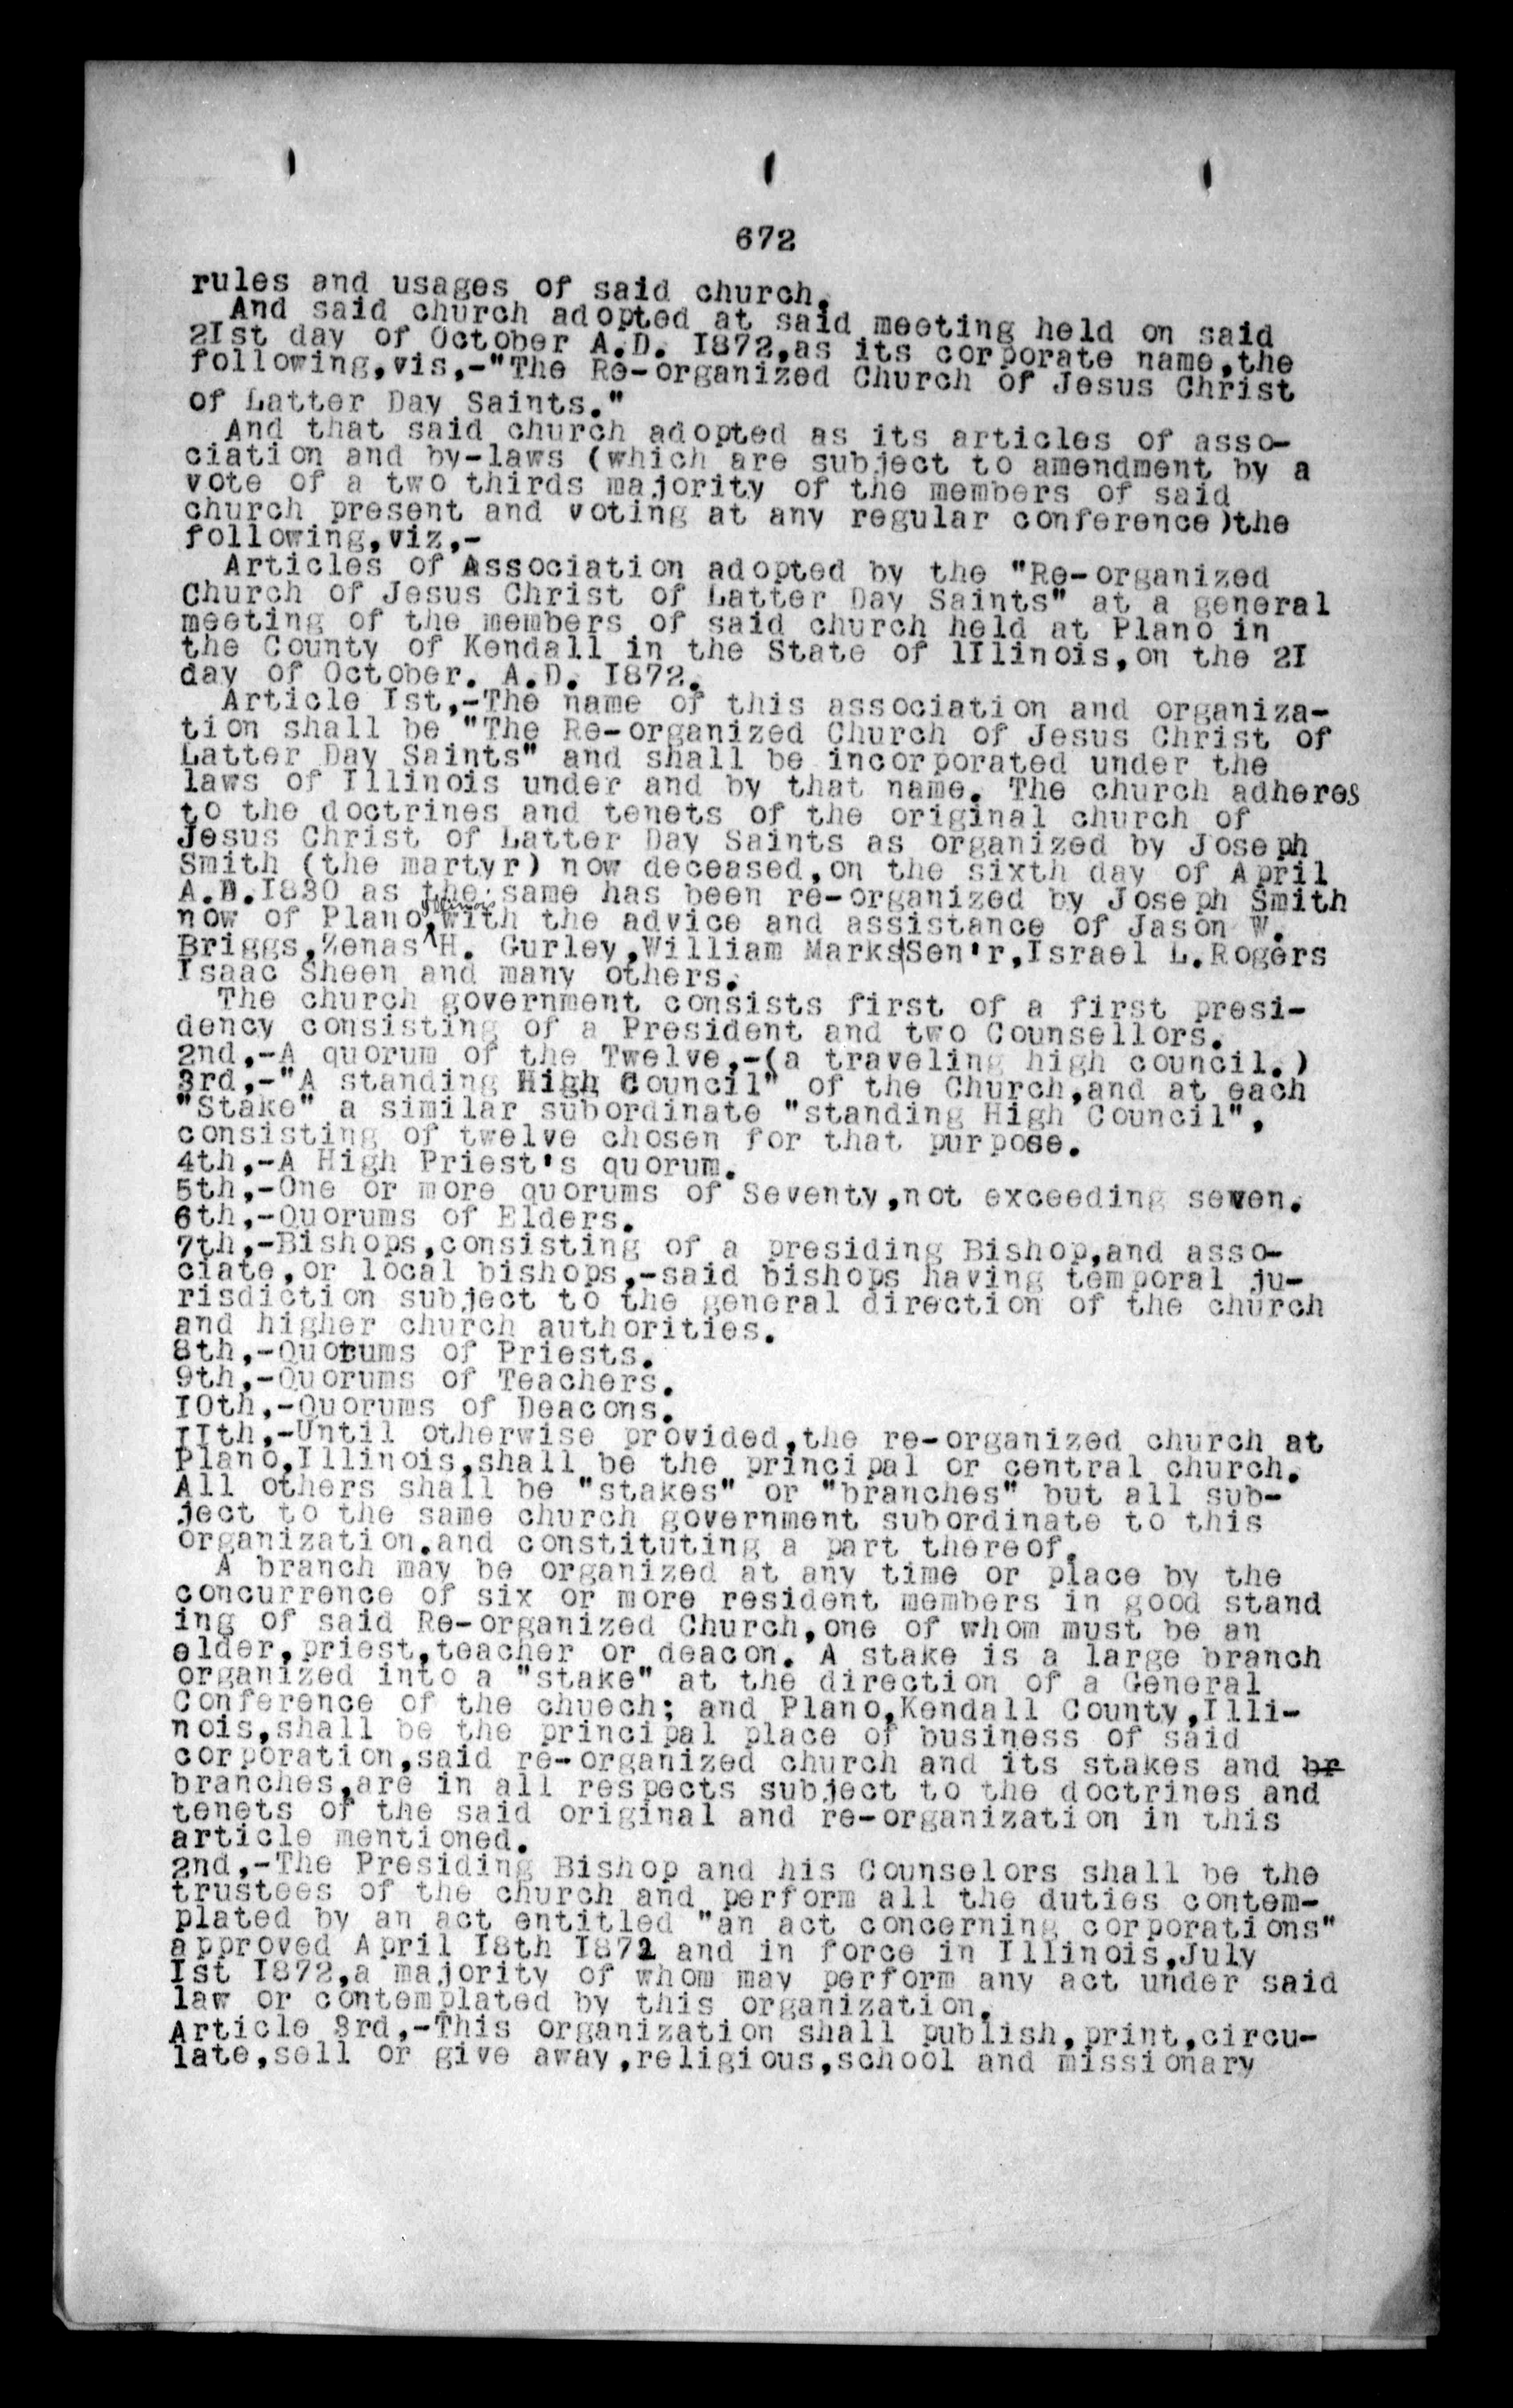 672
rules and usages of said church.
And said church adopted at said meeting held on said
2Ist day of October A.D. I872,as its corporate name,the
following,vis,-"The Re-organized Church of Jesus Christ
of Latter Day Saints."
And that said church adopted as its articles of asso-
ciation and by-laws (which are subject to amendment by a
vote of a two thirds majority of the members of said
church present and voting at any regular conference)the
following,viz,-
Articles of Association adopted by the "Re-organized
Church of Jesus Christ of Latter Day Saints" at a general
meeting of the members of said church held at Plano in
the County of Kendall in the State of lIlinois,on the 2I
day of October. A.D. I872.
Article Ist,-The name of this association and organiza-
tion shall be "The Re-organized Church of Jesus Christ of
Latter Day Saints" and shall be incorporated under the
laws of Illinois under and by that name. The church adheres
to the doctrines and tenets of the original church of
Jesus Christ of Latter Day Saints as organized by Joseph
Smith (the martyr) now deceased,on the sixth day of April
A.D.I830 as the same has been re-organized by Joseph Smith
Illinois
now of Plano,with the advice and assistance of Jason W.
Briggs,Zenas H. Gurley,William Marks Sen'r,Israel L.Rogers
Isaac Sheen and many others.
The church government consists first of a first presi-
dency consisting of a President and two Counsellors.
2nd,-A quorum of the Twelve,-(a traveling high council.)
3rd,-"A standing High Council" of the Church,and at each
"Stake" a similar subordinate "standing High Council",
consisting of twelve chosen for that purpose.
4th,-A High Priest's quorum.
5th,-One or more quorums of Seventy,not exceeding seven.
6th,-Quorums of Elders.
7th,-Bishops,consisting of a presiding Bishop,and asso-
ciate,or local bishops,-said bishops having temporal ju-
risdiction subject to the general direction of the church
and higher church authorities.
8th,-Quorums of Priests.
9th,-Quorums of Teachers.
I0th,-Quorums of Deacons.
IIth,-Until otherwise provided,the re-organized church at
Plano,Illinois,shall be the principal or central church.
All others shall be "stakes" or "branches" but all sub-
ject to the same church government subordinate to this
organization.and constituting a part thereof.
A branch may be organized at any time or place by the
concurrence of six or more resident members in good stand
ing of said Re-organized Church,one of whom must be an
elder,priest,teacher or deacon. A stake is a large branch
organized into a "stake" at the direction of a General
Conference of the chuech; and Plano,Kendall County,Illi-
nois,shall be the principal place of business of said
corporation,said re-organized church and its stakes and br
branches,are in all respects subject to the doctrines and
tenets of the said original and re-organization in this
article mentioned.
2nd,-The Presiding Bishop and his Counselors shall be the
trustees of the church and perform all the duties contem-
plated by an act entitled "an act concerning corporations"
approved April I8th I872 and in force in Illinois,July
Ist I872,a majority of whom may perform any act under said
law or contemplated by this organization.
Article 3rd,-This organization shall publish,print,circu-
late,sell or give away,religious,school and missionary